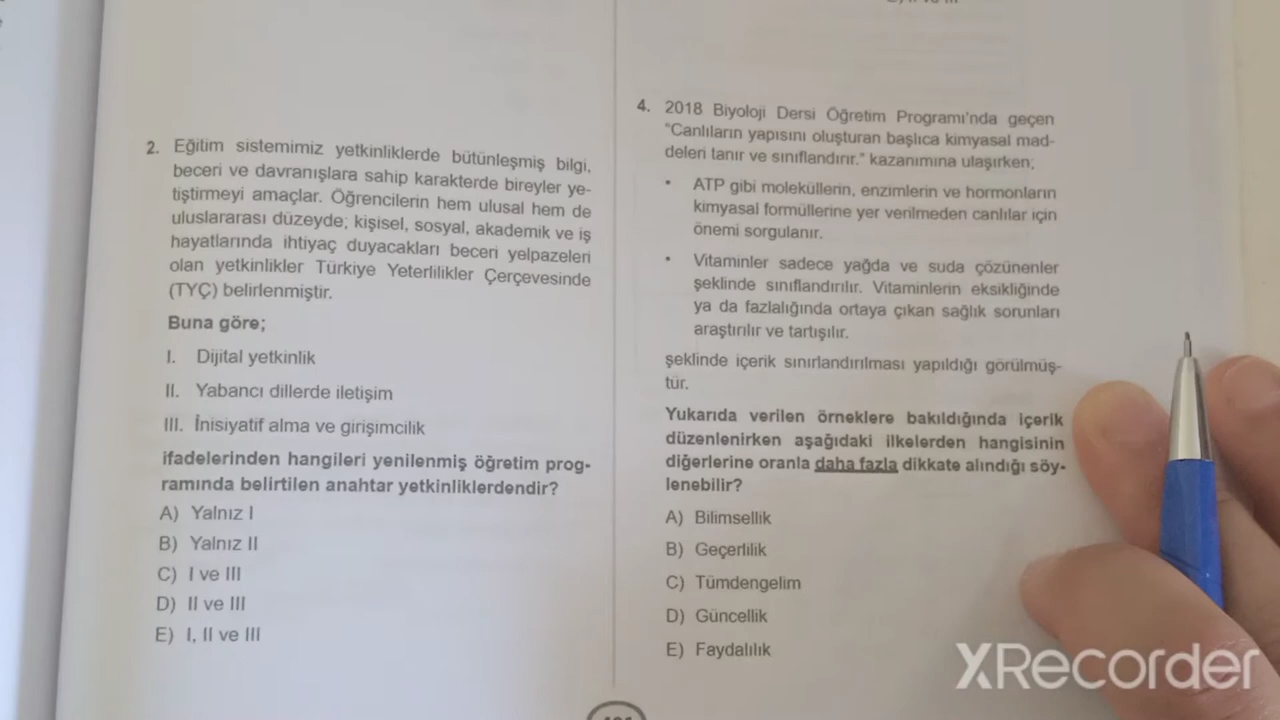 2. Eğitim sistemimiz yetkinliklerde bütünleşmiş bilgi,
beceri ve davranışlara sahip karakterde bireyler ye-
tiştirmeyi amaçlar. Öğrencilerin hem ulusal hem de
uluslararası düzeyde; kişisel, sosyal, akademik ve iş
hayatlarında ihtiyaç duyacakları beceri yelpazeleri
olan yetkinlikler Türkiye Yeterlilikler Çerçevesinde
(TYÇ) belirlenmiştir.
Buna göre;
I. Dijital yetkinlik
II. Yabancı dillerde iletişim
III. İnisiyatif alma ve girişimcilik
ifadelerinden hangileri yenilenmiş öğretim prog-
ramında belirtilen anahtar yetkinliklerdendir?
A) Yalnız I
B) Yalnız II
C) I ve III
D) II ve III
E) I, II ve III
4. 2018 Biyoloji Dersi Öğretim Programı'nda geçen
"Canlıların yapısını oluşturan başlıca kimyasal mad-
deleri tanır ve sınıflandırır." kazanımına ulaşırken;
• ATP gibi moleküllerin, enzimlerin ve hormonların
kimyasal formüllerine yer verilmeden canlılar için
önemi sorgulanır.
• Vitaminler sadece yağda ve suda çözünenler
şeklinde sınıflandırılır. Vitaminlerin eksikliğinde
ya da fazlalığında ortaya çıkan sağlık sorunları
araştırılır ve tartışılır.
şeklinde içerik sınırlandırılması yapıldığı görülmüş-
tür.
Yukarıda verilen örneklere bakıldığında içerik
düzenlenirken aşağıdaki ilkelerden hangisinin
diğerlerine oranla daha fazla dikkate alındığı söy-
lenebilir?
A) Bilimsellik
B) Geçerlilik
C) Tümdengelim
D) Güncellik
E) Faydalılık
XRecorder